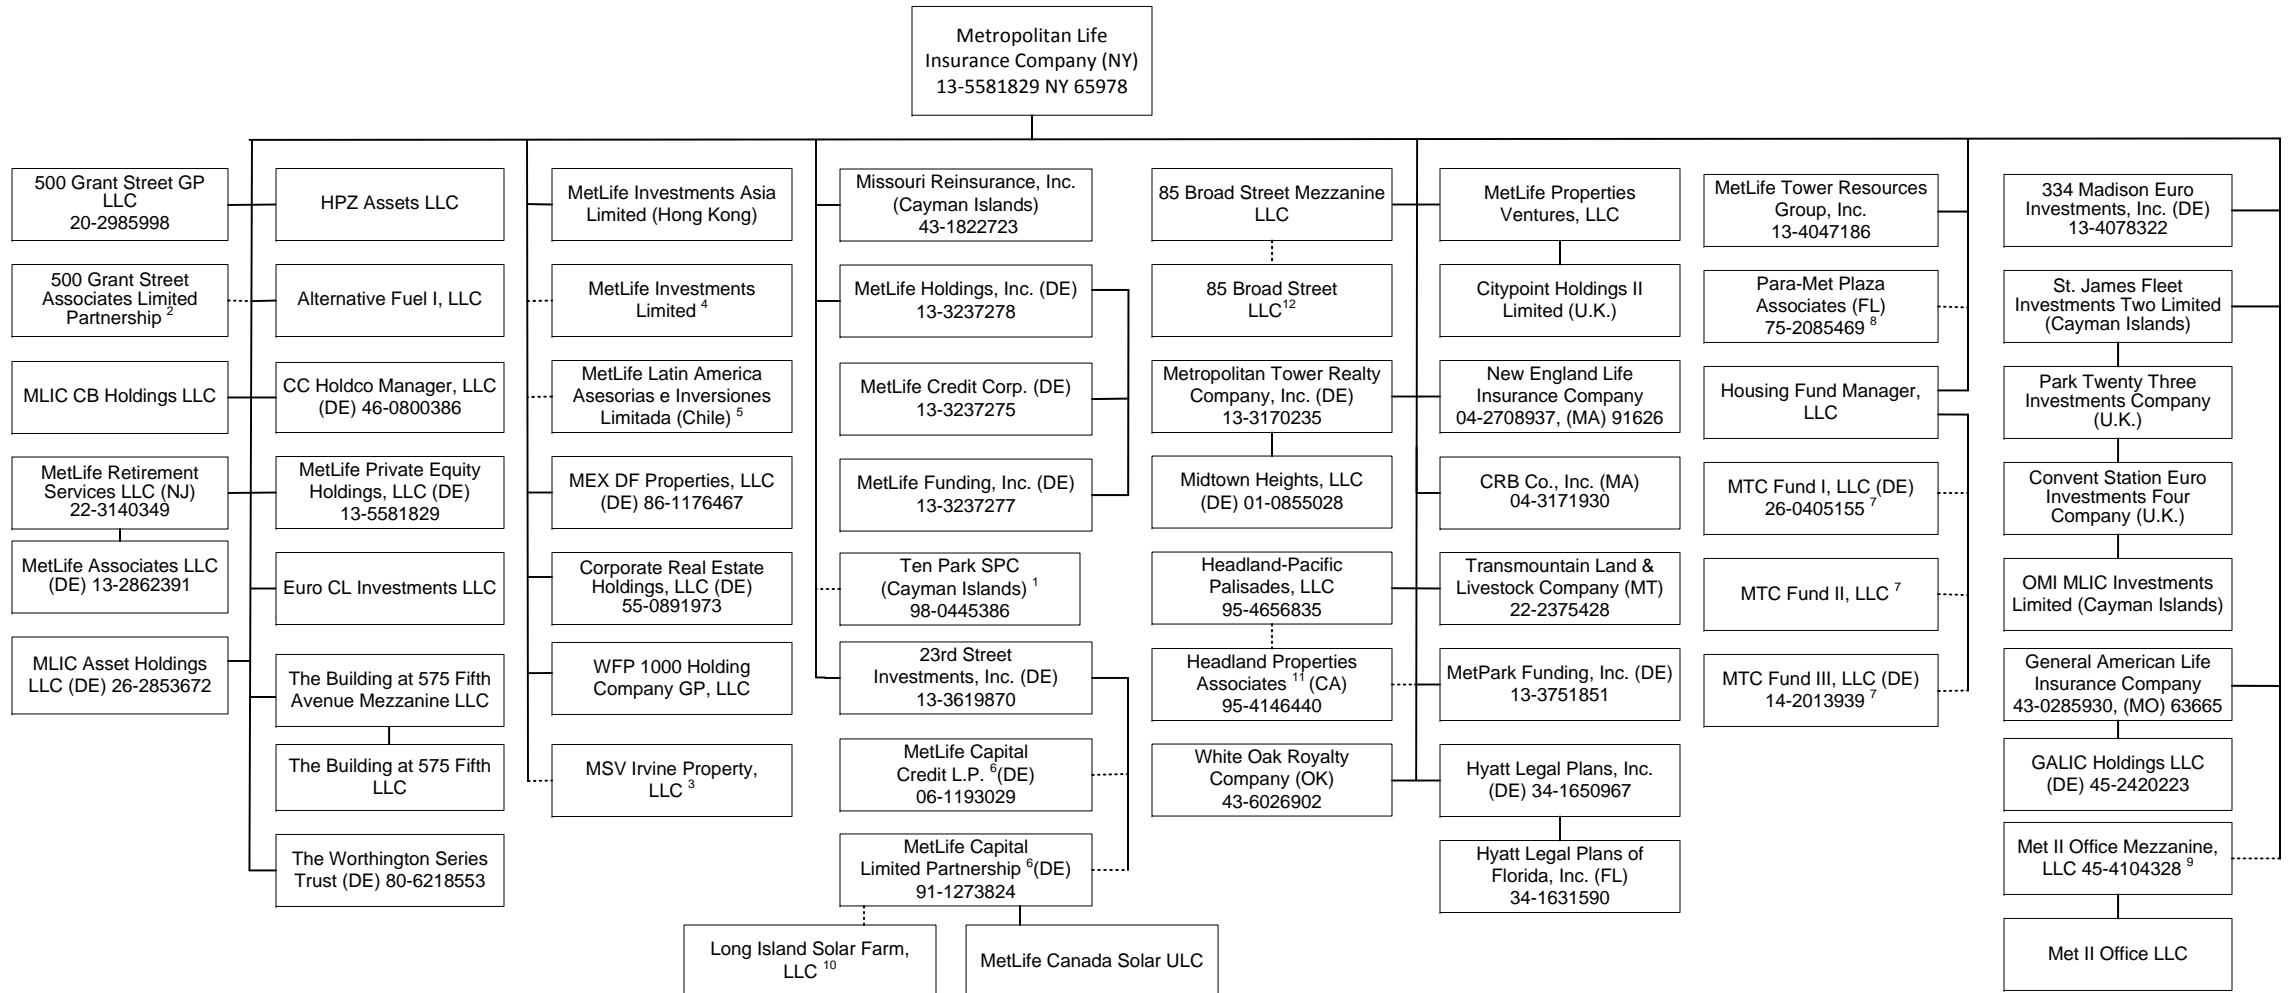 Metropolitan Life
Insurance Company (NY)
13-5581829 NY 65978
500 Grant Street GP
LLC
20-2985998
500 Grant Street
Associates Limited
Partnership 2
MLIC CB Holdings LLC
MetLife Retirement
Services LLC (NJ)
22-3140349
MetLife Associates LLC
(DE) 13-2862391
MLIC Asset Holdings
LLC (DE) 26-2853672
HPZ Assets LLC
Alternative Fuel I, LLC
CC Holdco Manager, LLC
(DE) 46-0800386
MetLife Private Equity
Holdings, LLC (DE)
13-5581829
Euro CL Investments LLC
The Building at 575 Fifth
Avenue Mezzanine LLC
The Building at 575 Fifth
LLC
The Worthington Series
Trust (DE) 80-6218553
MetLife Investments Asia
Limited (Hong Kong)
MetLife Investments
Limited 4
MetLife Latin America
Asesorias e Inversiones
Limitada (Chile) 5
MEX DF Properties, LLC
(DE) 86-1176467
Corporate Real Estate
Holdings, LLC (DE)
55-0891973
WFP 1000 Holding
Company GP, LLC
MSV Irvine Property,
LLC 3
Missouri Reinsurance, Inc.
(Cayman Islands)
43-1822723
MetLife Holdings, Inc. (DE)
13-3237278
MetLife Credit Corp. (DE)
13-3237275
MetLife Funding, Inc. (DE)
13-3237277
Ten Park SPC
(Cayman Islands) 1
98-0445386
23rd Street
Investments, Inc. (DE)
13-3619870
MetLife Capital
Credit L.P. 6(DE)
06-1193029
MetLife Capital
Limited Partnership 6(DE)
91-1273824
Long Island Solar Farm,
LLC 10
MetLife Canada Solar ULC
85 Broad Street Mezzanine
LLC
85 Broad Street
LLC12
Metropolitan Tower Realty
Company, Inc. (DE)
13-3170235
Midtown Heights, LLC
(DE) 01-0855028
Headland-Pacific
Palisades, LLC
95-4656835
Headland Properties
Associates 11 (CA)
95-4146440
White Oak Royalty
Company (OK)
43-6026902
MetLife Properties
Ventures, LLC
Citypoint Holdings II
Limited (U.K.)
New England Life
Insurance Company
04-2708937, (MA) 91626
CRB Co., Inc. (MA)
04-3171930
Transmountain Land &
Livestock Company (MT)
22-2375428
MetPark Funding, Inc. (DE)
13-3751851
Hyatt Legal Plans, Inc.
(DE) 34-1650967
Hyatt Legal Plans of
Florida, Inc. (FL)
34-1631590
MetLife Tower Resources
Group, Inc.
13-4047186
Para-Met Plaza
Associates (FL)
75-2085469 8
Housing Fund Manager,
LLC
MTC Fund I, LLC (DE)
26-0405155 7
MTC Fund II, LLC 7
MTC Fund III, LLC (DE)
14-2013939 7
334 Madison Euro
Investments, Inc. (DE)
13-4078322
St. James Fleet
Investments Two Limited
(Cayman Islands)
Park Twenty Three
Investments Company
(U.K.)
Convent Station Euro
Investments Four
Company (U.K.)
OMI MLIC Investments
Limited (Cayman Islands)
General American Life
Insurance Company
43-0285930, (MO) 63665
GALIC Holdings LLC
(DE) 45-2420223
Met II Office Mezzanine,
LLC 45-4104328 9
Met II Office LLC